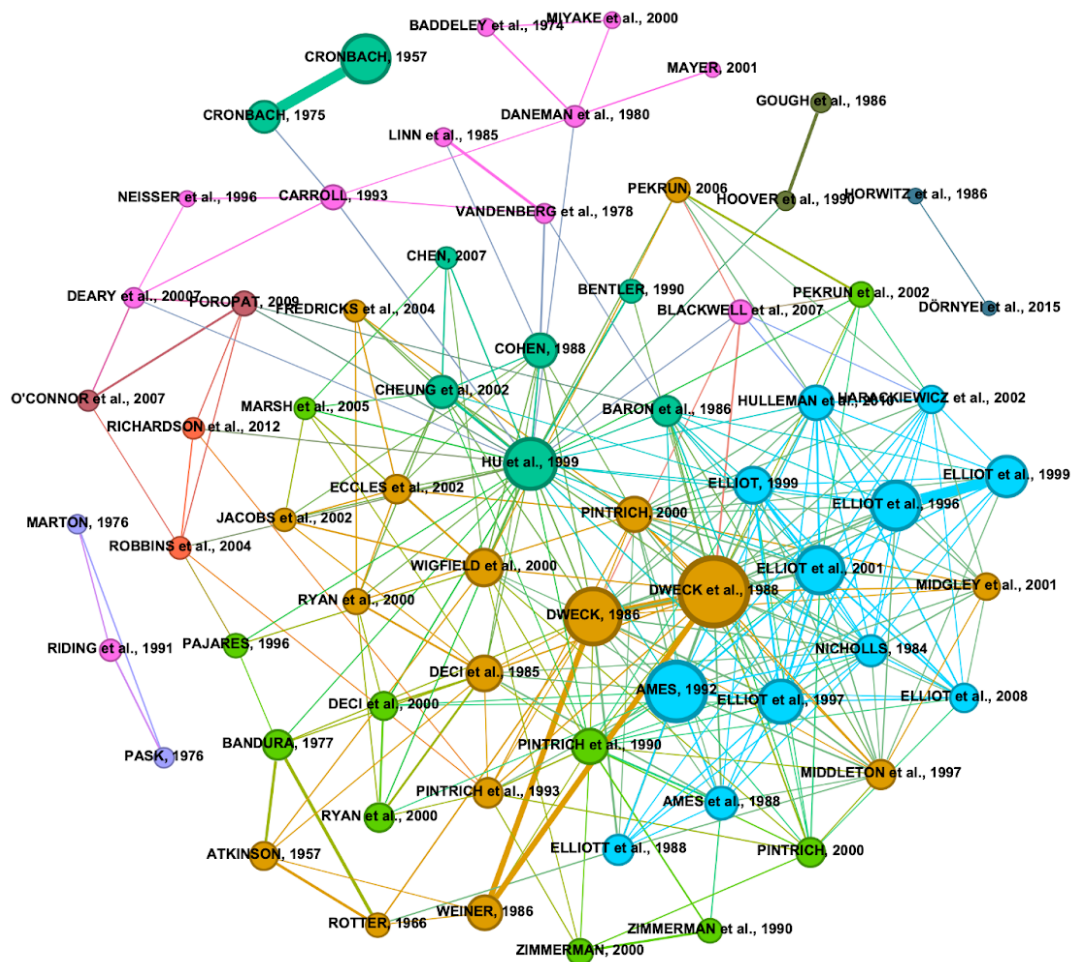 BADDELEY et al., 1974
MIYAKE et al., 2000
CRONBACH, 1957
MAYER, 2001
GOUGH et al., 1986
CRONBACH, 1975
DANEMAN et al., 1980
LINN et al., 1985
NEISSER et al., 1996
CARROLL, 1993
PEKRUN, 2006
HOOVER et al., 1990
HORWITZ et al., 1986
VANDENBERG et al., 1978
CHEN, 2007
BENTLER, 1990
DEARY et al., 20007
POROPAT, 2009
FREDRICKS et al., 2004
PEKRUN et al., 2002
BLACKWELL et al., 2007
DÖRNYEI et al., 2015
COHEN, 1988
CHEUNG et al, 2002
O'CONNOR et al., 2007
MARSH et al., 2005
BARON et al., 1986
HULLEMAN et al., 2010
HARACKIEWICZ et al., 2002
RICHARDSON et al., 2012
HU et al., 1999
ELLIOT, 1999
ELLIOT et al., 1999
ECCLES et al., 2002
ELLIOT et al., 1996
PINTRICH, 2000
JACOBS et al., 2002
MARTON, 1976
ROBBINS et al., 2004
WIGFIELD et al., 2000
ELLIOT et al., 2001
MIDGLEY et al., 2001
DWECK et al., 1988
RYAN et al., 2000
DWECK, 1986
PAJARES, 1996
RIDING et al., 1991
NICHOLLS, 1984
DECI et al., 1985
AMES, 1992
ELLIOT et al., 1997
ELLIOT et al., 2008
DECI et al., 2000
BANDURA, 1977
PINTRICH et al., 1990
PASK, 1976
MIDDLETON et al., 1997
PINTRICH et al., 1993
AMES et al., 1988
RYAN et al., 2000
ELLIOTT et al., 1988
PINTRICH, 2000
ATKINSON, 1957
WEINER, 1986
ROTTER, 1966
ZIMMERMAN et al., 1990
ZIMMERMAN, 2000